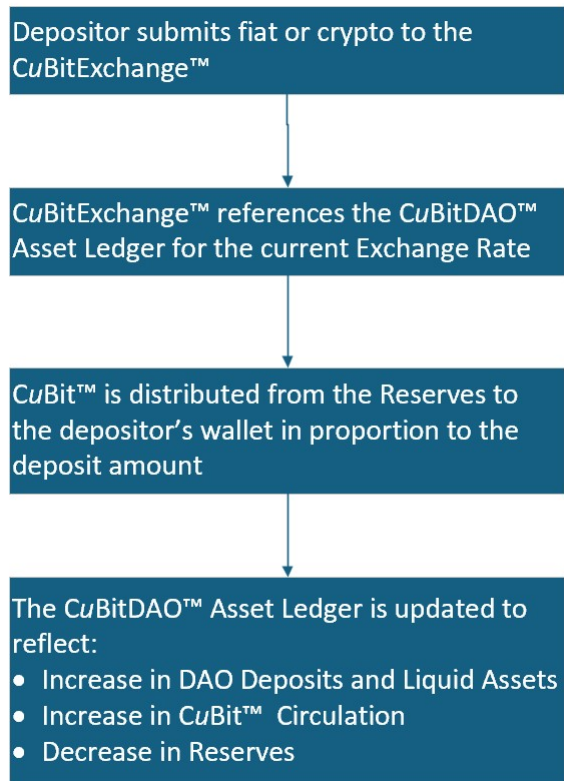 Depositor submits fiat or crypto to the
CuBitExchange™
CuBitExchange™ references the CuBitDAO™
Asset Ledger for the current Exchange Rate
CuBit™ is distributed from the Reserves to
the depositor’s wallet in proportion to the
deposit amount
The CuBitDAO™ Asset Ledger is updated to
reflect:
• Increase in DAO Deposits and Liquid Assets
• Increase in CuBit™ Circulation
• Decrease in Reserves